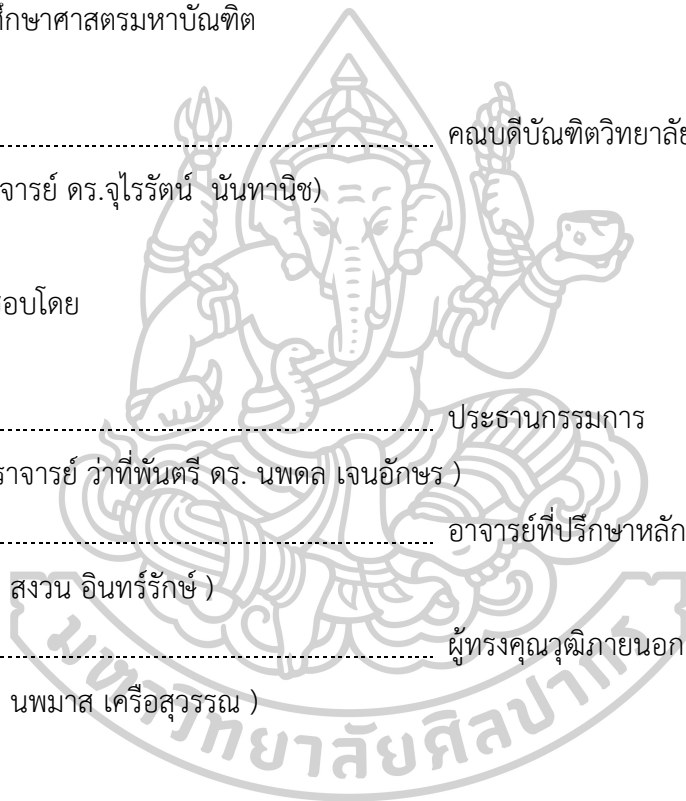 ศึกษาศาสตรมหาบัณฑิต
คณบดีบัณฑิตวิทยาลัย
จารย์ ดร.จุไรรัตน์ นันทานิช)
อบโดย
ประธานกรรมการ
ราจารย์ ว่าที่พันตรี ดร. นพดล เจนอักษร )
อาจารย์ที่ปรึกษาหลัก
สงวน อินทร์รักษ์ )
ผู้ทรงคุณวุฒิภายนอก
นพมาส เครือสุวรรณ )
มหาวิทยาลัยศิลปากร